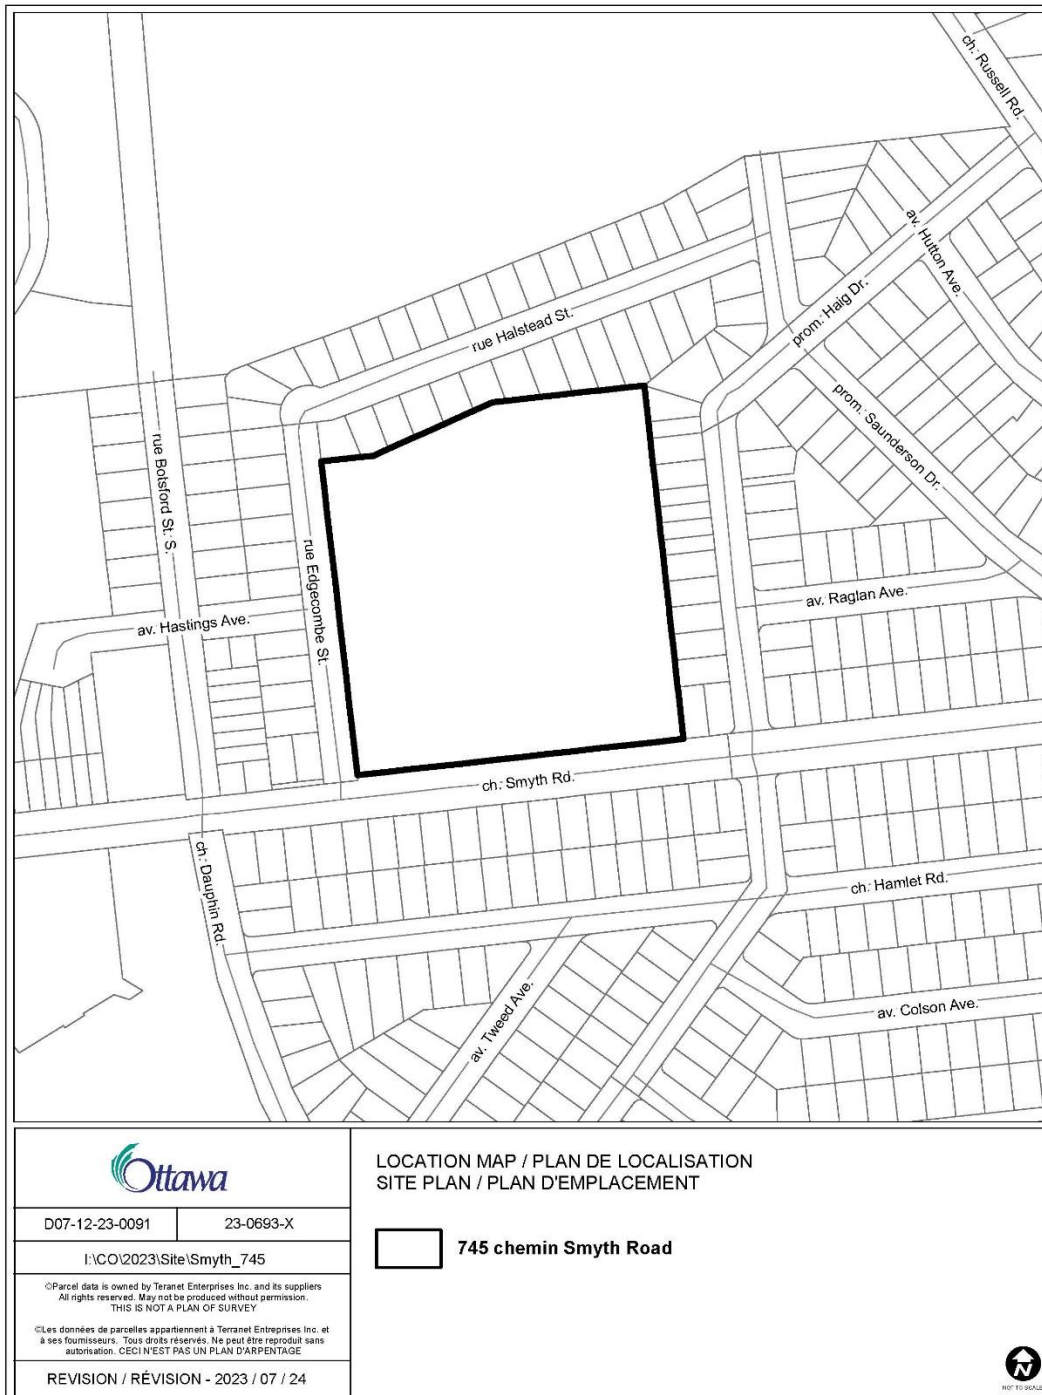 ch. Russell Rd.
av. Hutton Ave.
prom. Haig Dr.
rue Halstead St.
prom. Saunderson Dr.
rue Botsford St. S.
rue Edgecombe St.
av. Raglan Ave.
av. Hastings Ave.
ch. Smyth Rd.
ch. Dauphin Rd.
ch. Hamlet Rd.
av. Tweed Ave.
av. Colson Ave.
Ottawa
D07-12-23-0091
23-0693-X
I:\CO\2023\Site\Smyth_745
©Parcel data is owned by Teranet Enterprises Inc. and its suppliers
All rights reserved. May not be produced without permission.
THIS IS NOT A PLAN OF SURVEY
©Les données de parcelles appartiennent à Terranet Entreprises Inc. et
à ses fournisseurs. Tous droits réservés. Ne peut être reproduit sans
autorisation. CECI N'EST PAS UN PLAN D'ARPENTAGE
REVISION / RÉVISION - 2023 / 07 / 24
LOCATION MAP / PLAN DE LOCALISATION
SITE PLAN / PLAN D'EMPLACEMENT
745 chemin Smyth Road
N
NOT TO SCALE